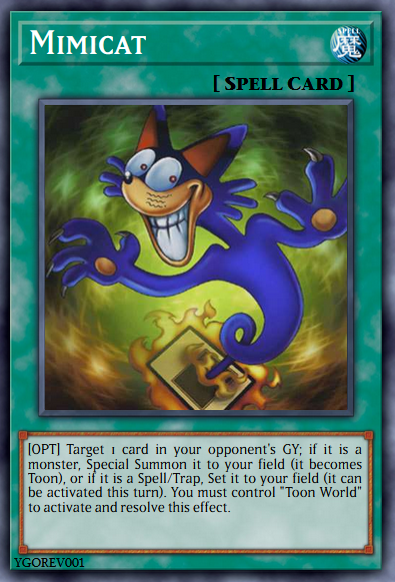 Mimicat
SPELL
魔
[ Spell Card ]
[OPT] Target 1 card in your opponent's GY; if it is a
monster, Special Summon it to your field (it becomes
Toon), or if it is a Spell/Trap, Set it to your field (it can
be activated this turn). You must control "Toon World"
to activate and resolve this effect.
YGOREV001